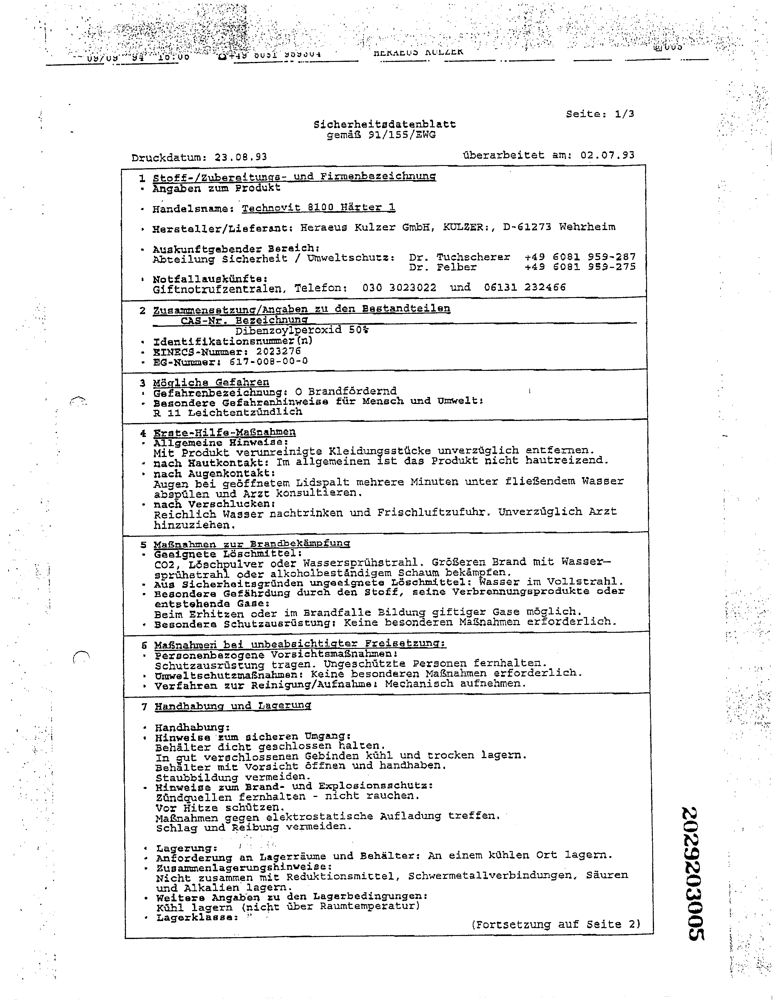 09/09 94 16:06 ☎+49 6081 959304 HERAEUS KULZER 005
Seite: 1/3
Sicherheitsdatenblatt
gemäß 91/155/EWG
Druckdatum: 23.08.93 überarbeitet am: 02.07.93
1 Stoff-/Zubereitungs- und Firmenbezeichnung
· Angaben zum Produkt
· Handelsname: Technovit 8100 Härter 1
· Hersteller/Lieferant: Heraeus Kulzer GmbH, KULZER:, D-61273 Wehrheim
· Auskunftgebender Bereich:
Abteilung Sicherheit / Umweltschutz: Dr. Tuchscherer +49 6081 959-287
Dr. Felber +49 6081 959-275
· Notfallauskünfte:
Giftnotrufzentralen, Telefon: 030 3023022 und 06131 232466
2 Zusammensetzung/Angaben zu den Bestandteilen
CAS-Nr. Bezeichnung
Dibenzoylperoxid 50%
· Identifikationsnummer(n)
· EINECS-Nummer: 2023276
· EG-Nummer: 617-008-00-0
3 Mögliche Gefahren
· Gefahrenbezeichnung: O Brandfördernd
· Besondere Gefahrenhinweise für Mensch und Umwelt:
R 11 Leichtentzündlich
4 Erste-Hilfe-Maßnahmen
· Allgemeine Hinweise:
Mit Produkt verunreinigte Kleidungsstücke unverzüglich entfernen.
· nach Hautkontakt: Im allgemeinen ist das Produkt nicht hautreizend.
· nach Augenkontakt:
Augen bei geöffnetem Lidspalt mehrere Minuten unter fließendem Wasser
abspülen und Arzt konsultieren.
· nach Verschlucken:
Reichlich Wasser nachtrinken und Frischluftzufuhr. Unverzüglich Arzt
hinzuziehen.
5 Maßnahmen zur Brandbekämpfung
· Geeignete Löschmittel:
CO2, Löschpulver oder Wassersprühstrahl. Größeren Brand mit Wasser-
sprühstrahl oder alkoholbeständigem Schaum bekämpfen.
· Aus Sicherheitsgründen ungeeignete Löschmittel: Wasser im Vollstrahl.
· Besondere Gefährdung durch den Stoff, seine Verbrennungsprodukte oder
entstehende Gase:
Beim Erhitzen oder im Brandfalle Bildung giftiger Gase möglich.
· Besondere Schutzausrüstung: Keine besonderen Maßnahmen erforderlich.
6 Maßnahmen bei unbeabsichtigter Freisetzung:
· Personenbezogene Vorsichtsmaßnahmen:
Schutzausrüstung tragen. Ungeschützte Personen fernhalten.
· Umweltschutzmaßnahmen: Keine besonderen Maßnahmen erforderlich.
· Verfahren zur Reinigung/Aufnahme: Mechanisch aufnehmen.
7 Handhabung und Lagerung
· Handhabung:
· Hinweise zum sicheren Umgang:
Behälter dicht geschlossen halten.
In gut verschlossenen Gebinden kühl und trocken lagern.
Behälter mit Vorsicht öffnen und handhaben.
Staubbildung vermeiden.
· Hinweise zum Brand- und Explosionsschutz:
Zündquellen fernhalten - nicht rauchen.
Vor Hitze schützen.
Maßnahmen gegen elektrostatische Aufladung treffen.
Schlag und Reibung vermeiden.
· Lagerung:
· Anforderung an Lagerräume und Behälter: An einem kühlen Ort lagern.
· Zusammenlagerungshinweise:
Nicht zusammen mit Reduktionsmittel, Schwermetallverbindungen, Säuren
und Alkalien lagern.
· Weitere Angaben zu den Lagerbedingungen:
Kühl lagern (nicht über Raumtemperatur)
· Lagerklasse:
(Fortsetzung auf Seite 2)
2029203005